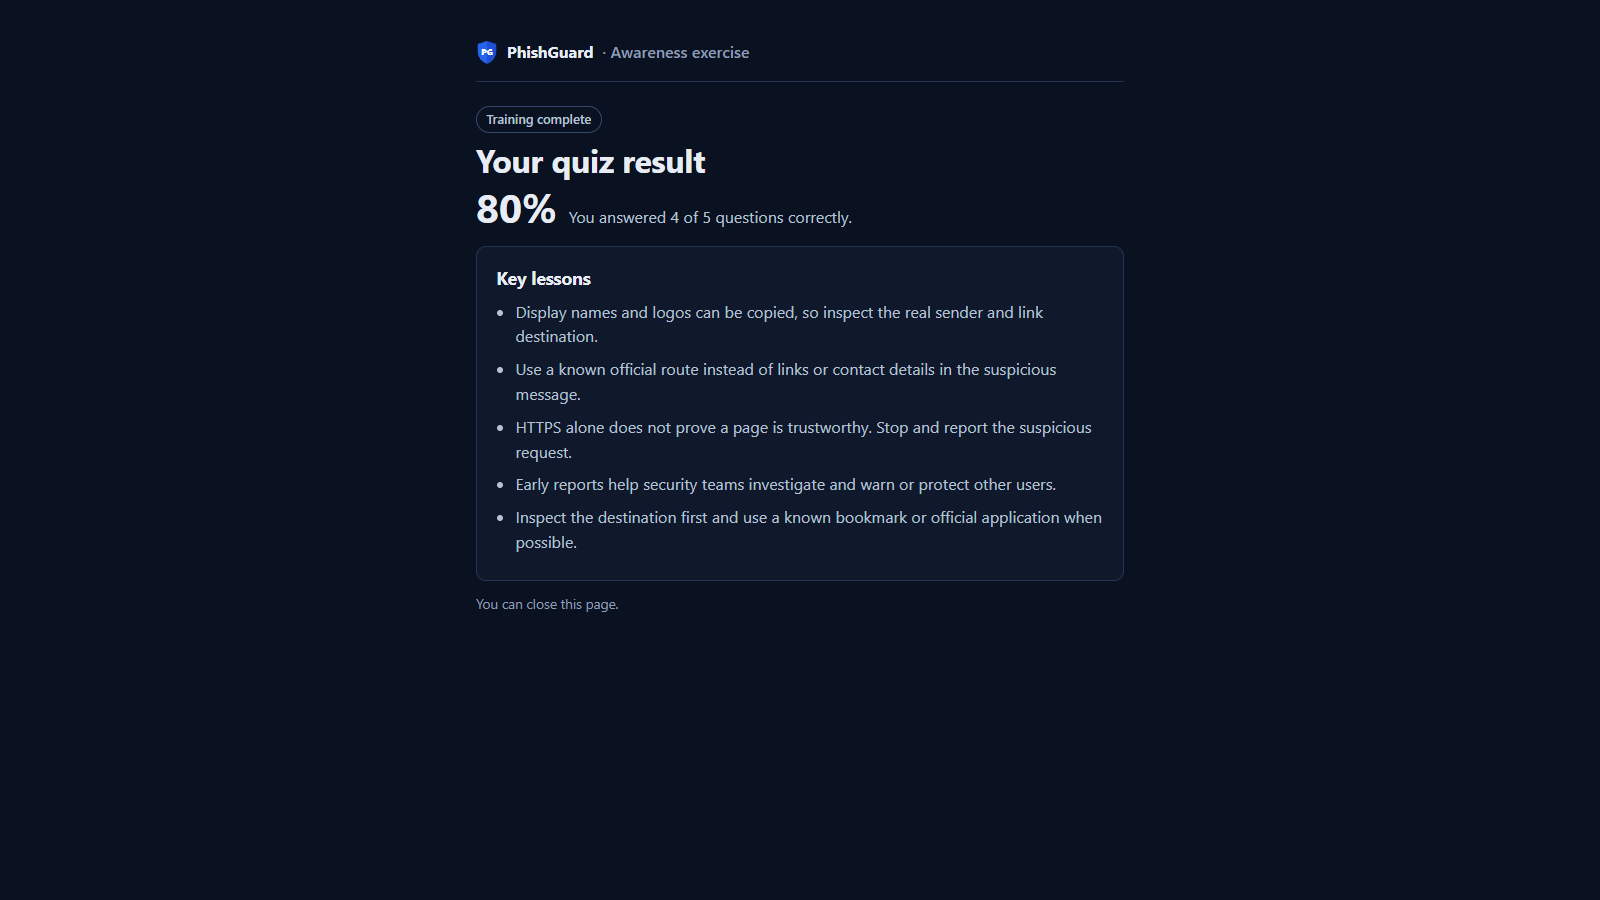 PG PhishGuard · Awareness exercise
Training complete
Your quiz result
80% You answered 4 of 5 questions correctly.
Key lessons
• Display names and logos can be copied, so inspect the real sender and link
destination.
• Use a known official route instead of links or contact details in the suspicious
message.
• HTTPS alone does not prove a page is trustworthy. Stop and report the suspicious
request.
• Early reports help security teams investigate and warn or protect other users.
• Inspect the destination first and use a known bookmark or official application when
possible.
You can close this page.